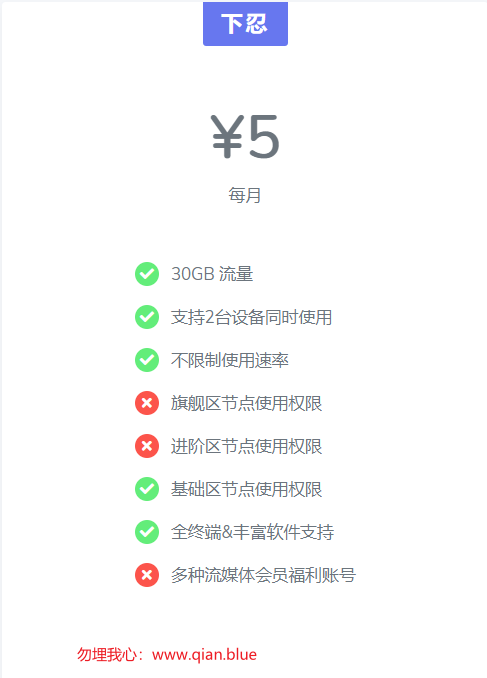 下忍
¥5
每月
30GB 流量
支持2台设备同时使用
不限制使用速率
旗舰区节点使用权限
进阶区节点使用权限
基础区节点使用权限
全终端&丰富软件支持
多种流媒体会员福利账号
勿埋我心：www.qian.blue